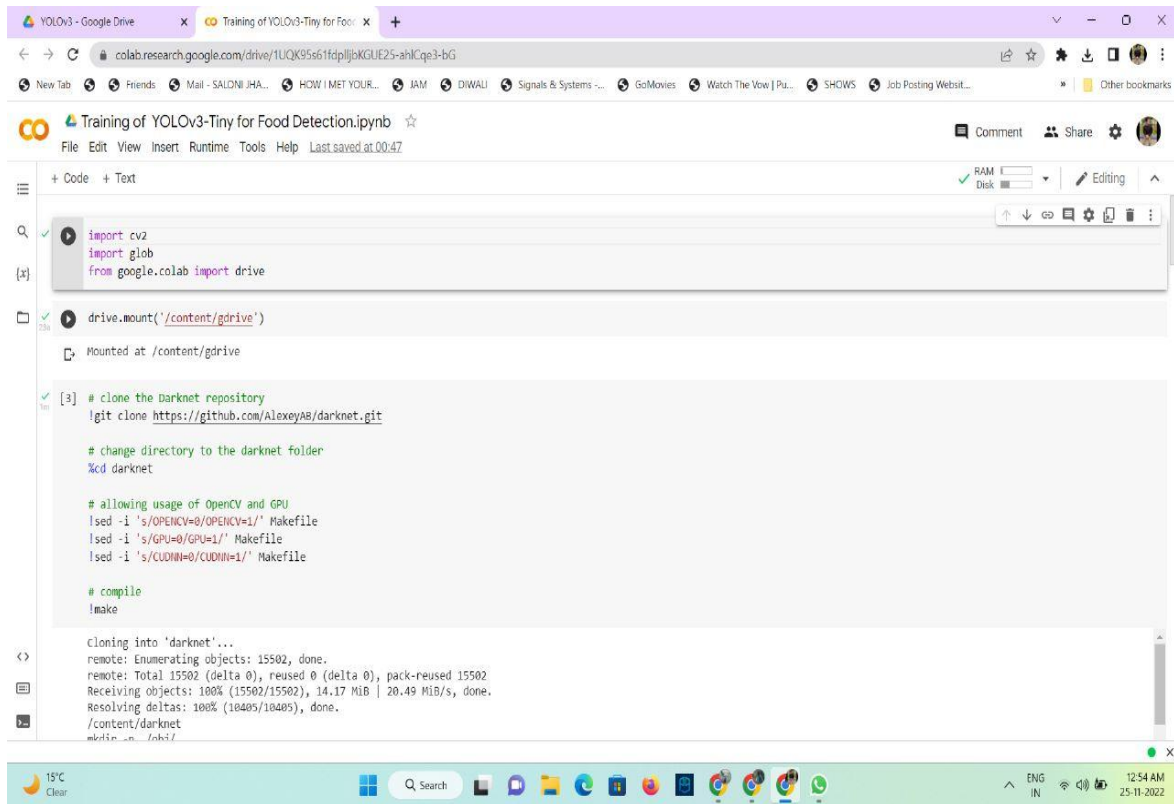 YOLOv3 - Google Drive
Training of YOLOv3-Tiny for Food
colab.research.google.com/drive/1UQK95s61fdplljbKGUE25-ahlCqe3-bG
New Tab Friends Mail - SALONI JHA... HOW I MET YOUR... JAM DIWALI Signals & Systems -... GoMovies Watch The Vow | Pu... SHOWS Job Posting Websit... » Other bookmarks
CO Training of YOLOv3-Tiny for Food Detection.ipynb
Comment Share
File Edit View Insert Runtime Tools Help Last saved at 00:47
+ Code + Text
RAM
Disk
Editing
import cv2
import glob
{x}
from google.colab import drive
23s
drive.mount('/content/gdrive')
Mounted at /content/gdrive
1m
[3] # clone the Darknet repository
!git clone https://github.com/AlexeyAB/darknet.git
# change directory to the darknet folder
%cd darknet
# allowing usage of OpenCV and GPU
!sed -i 's/OPENCV=0/OPENCV=1/' Makefile
!sed -i 's/GPU=0/GPU=1/' Makefile
!sed -i 's/CUDNN=0/CUDNN=1/' Makefile
# compile
!make
Cloning into 'darknet'...
remote: Enumerating objects: 15502, done.
remote: Total 15502 (delta 0), reused 0 (delta 0), pack-reused 15502
Receiving objects: 100% (15502/15502), 14.17 MiB | 20.49 MiB/s, done.
Resolving deltas: 100% (10405/10405), done.
/content/darknet
mkdir -p ./obj/
15°C
Clear
Search
ENG
IN
12:54 AM
25-11-2022